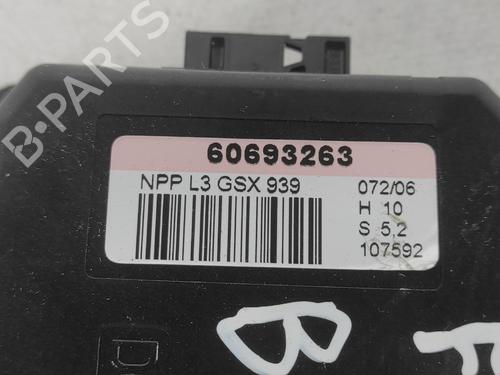 B-PARTS
60693263
NPP L3 GSX 939
072/06
H 10
S 5,2
107592
B